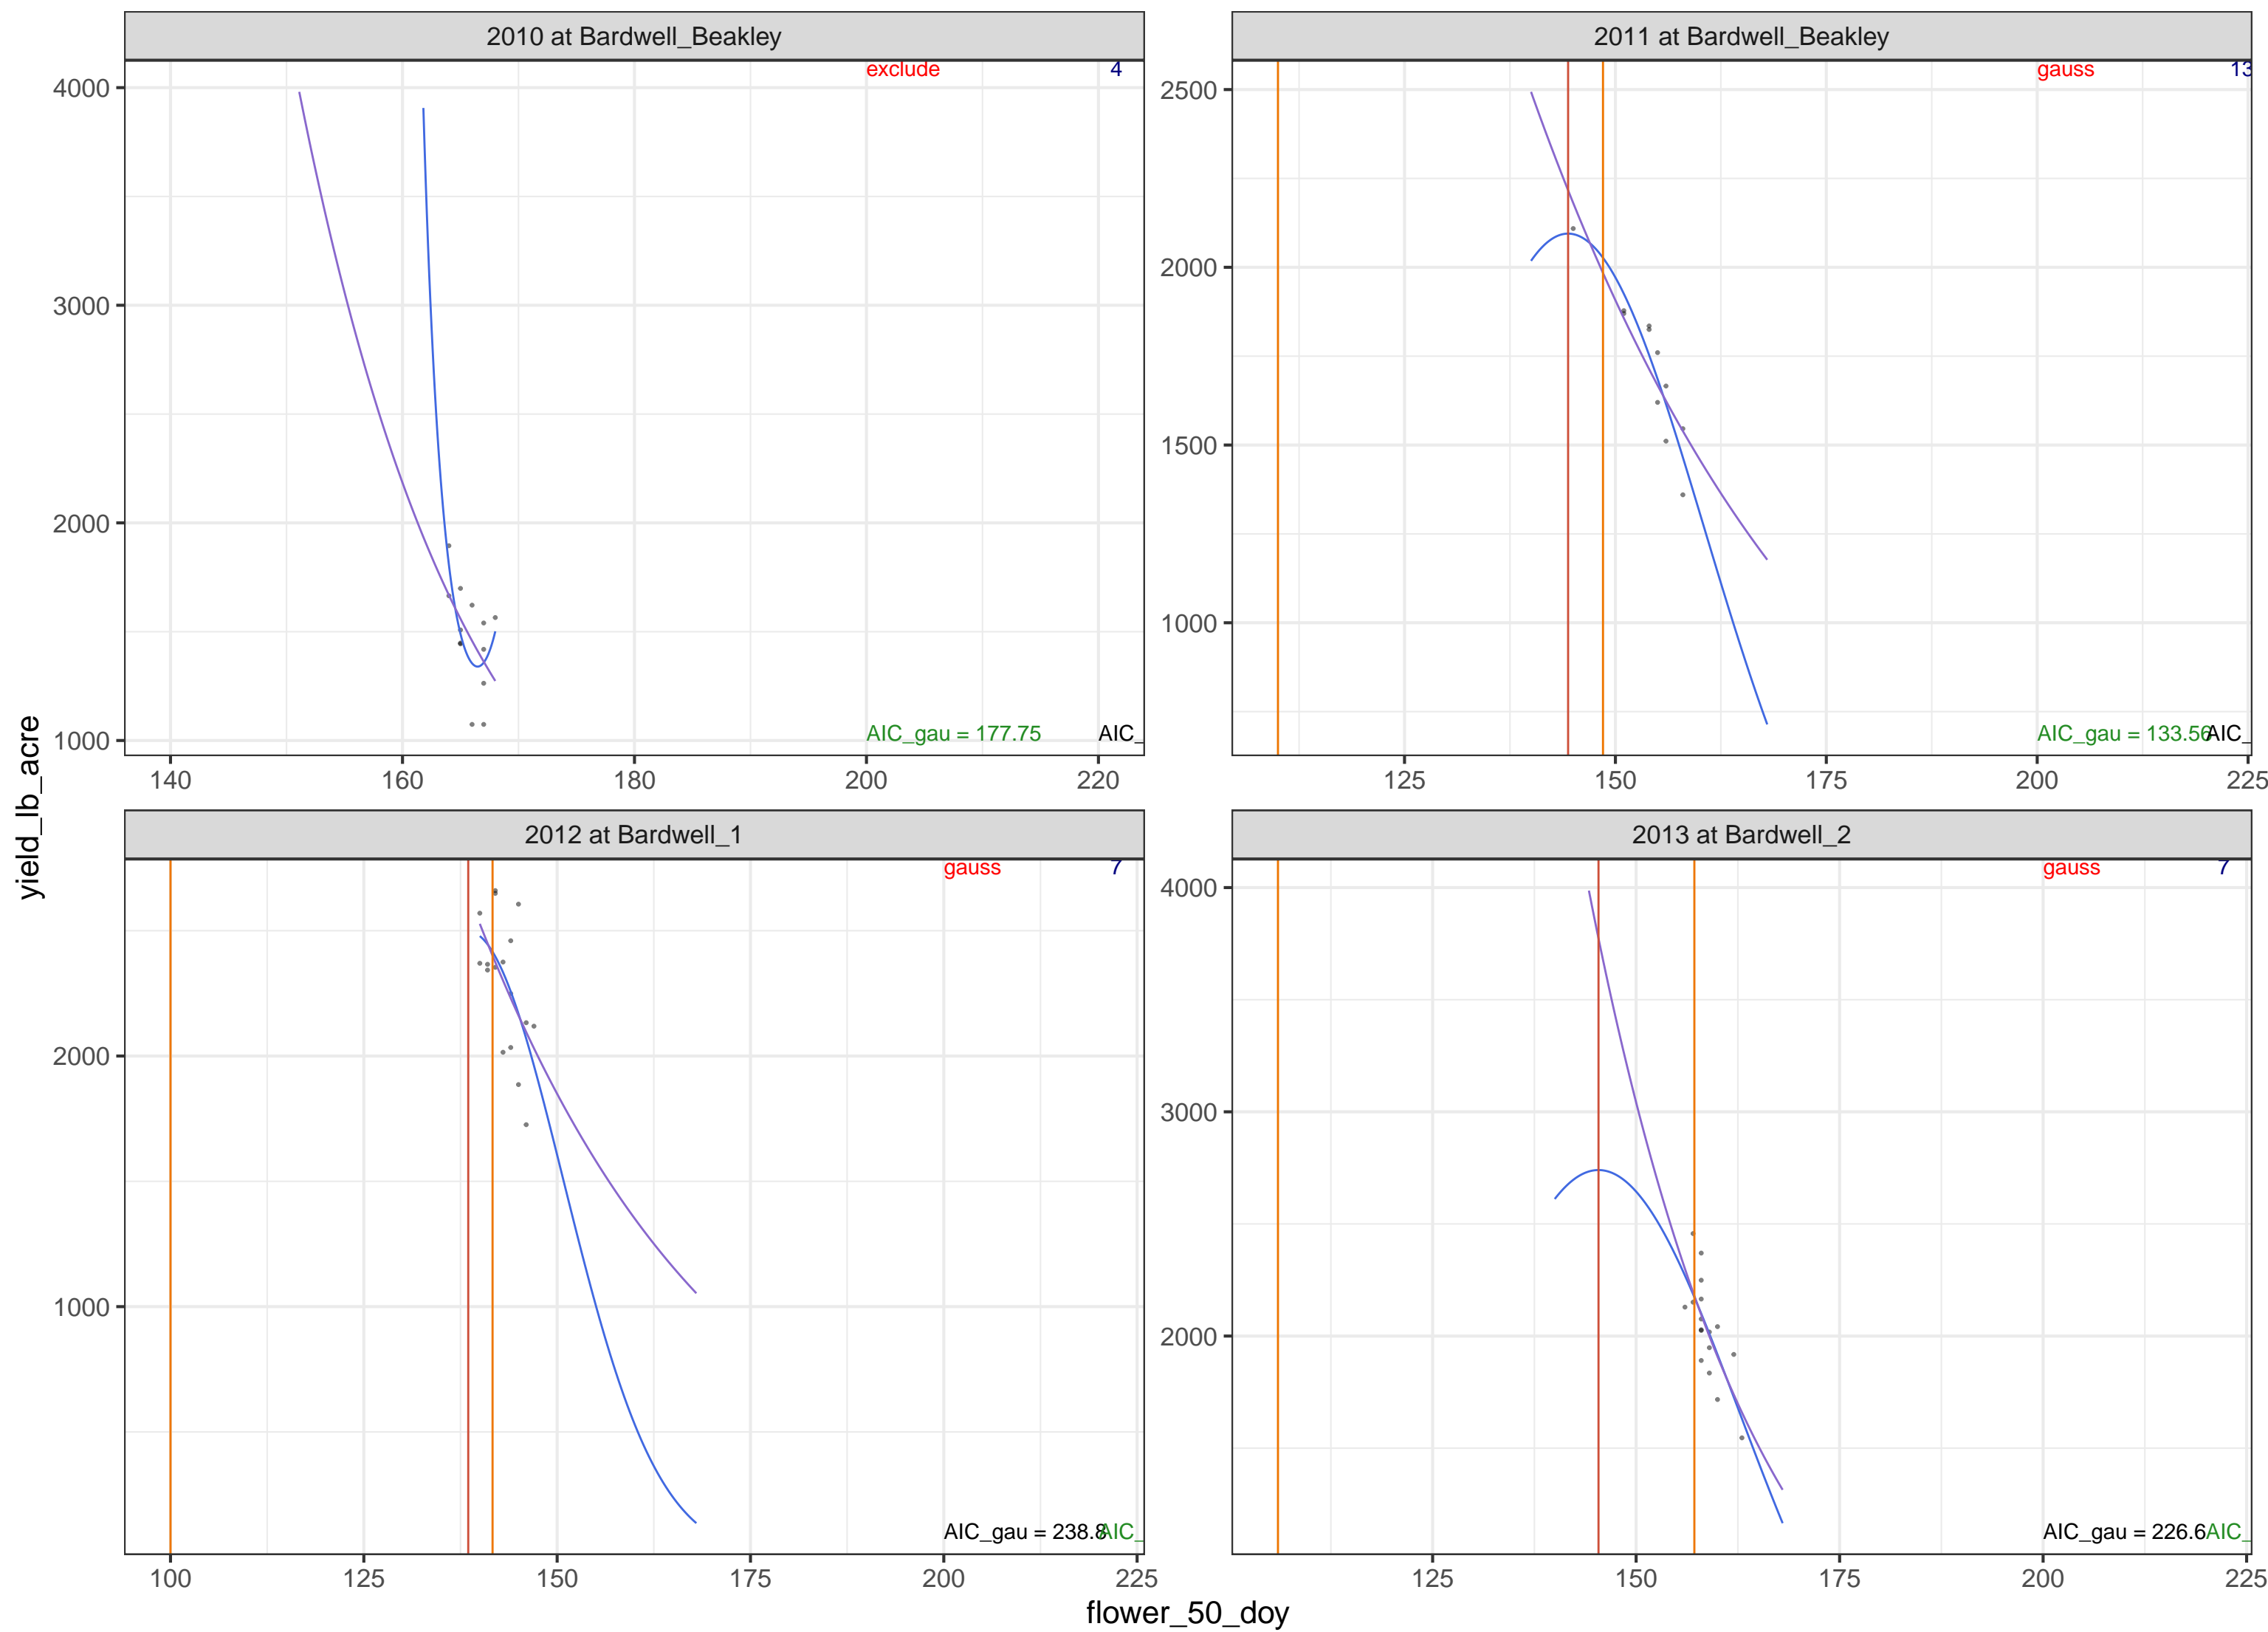 2010 at Bardwell_Beakley
exclude 4
4000
3000
2000
1000
AIC_gau = 177.75 AIC_
140 160 180 200 220
2011 at Bardwell_Beakley
gauss 13
2500
2000
1500
1000
AIC_gau = 133.56 AIC_
125 150 175 200 225
2012 at Bardwell_1
gauss 7
2000
1000
AIC_gau = 238.8 AIC_
100 125 150 175 200 225
2013 at Bardwell_2
gauss 7
4000
3000
2000
AIC_gau = 226.6 AIC_
125 150 175 200 225
yield_lb_acre
flower_50_doy